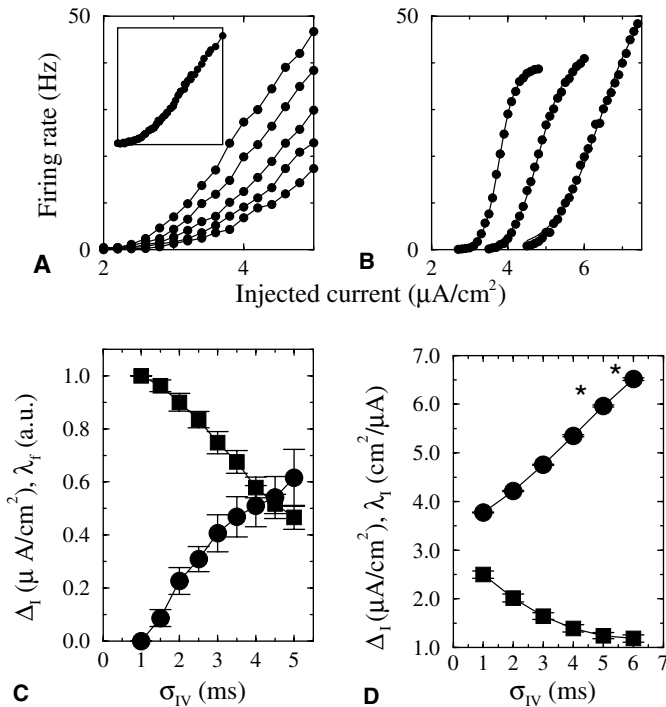 50
50
Firing rate (Hz)
0
0
A
B
2 4
2 4 6
Injected current (μA/cm²)
1.0
0.8
0.6
0.4
0.2
0.0
Δ_I (μ A/cm²), λ_f (a.u.)
0 1 2 3 4 5
C
σ_IV (ms)
7.0
6.0
5.0
4.0
3.0
2.0
1.0
Δ_I (μA/cm²), λ_I (cm²/μA)
* *
0 1 2 3 4 5 6 7
D
σ_IV (ms)